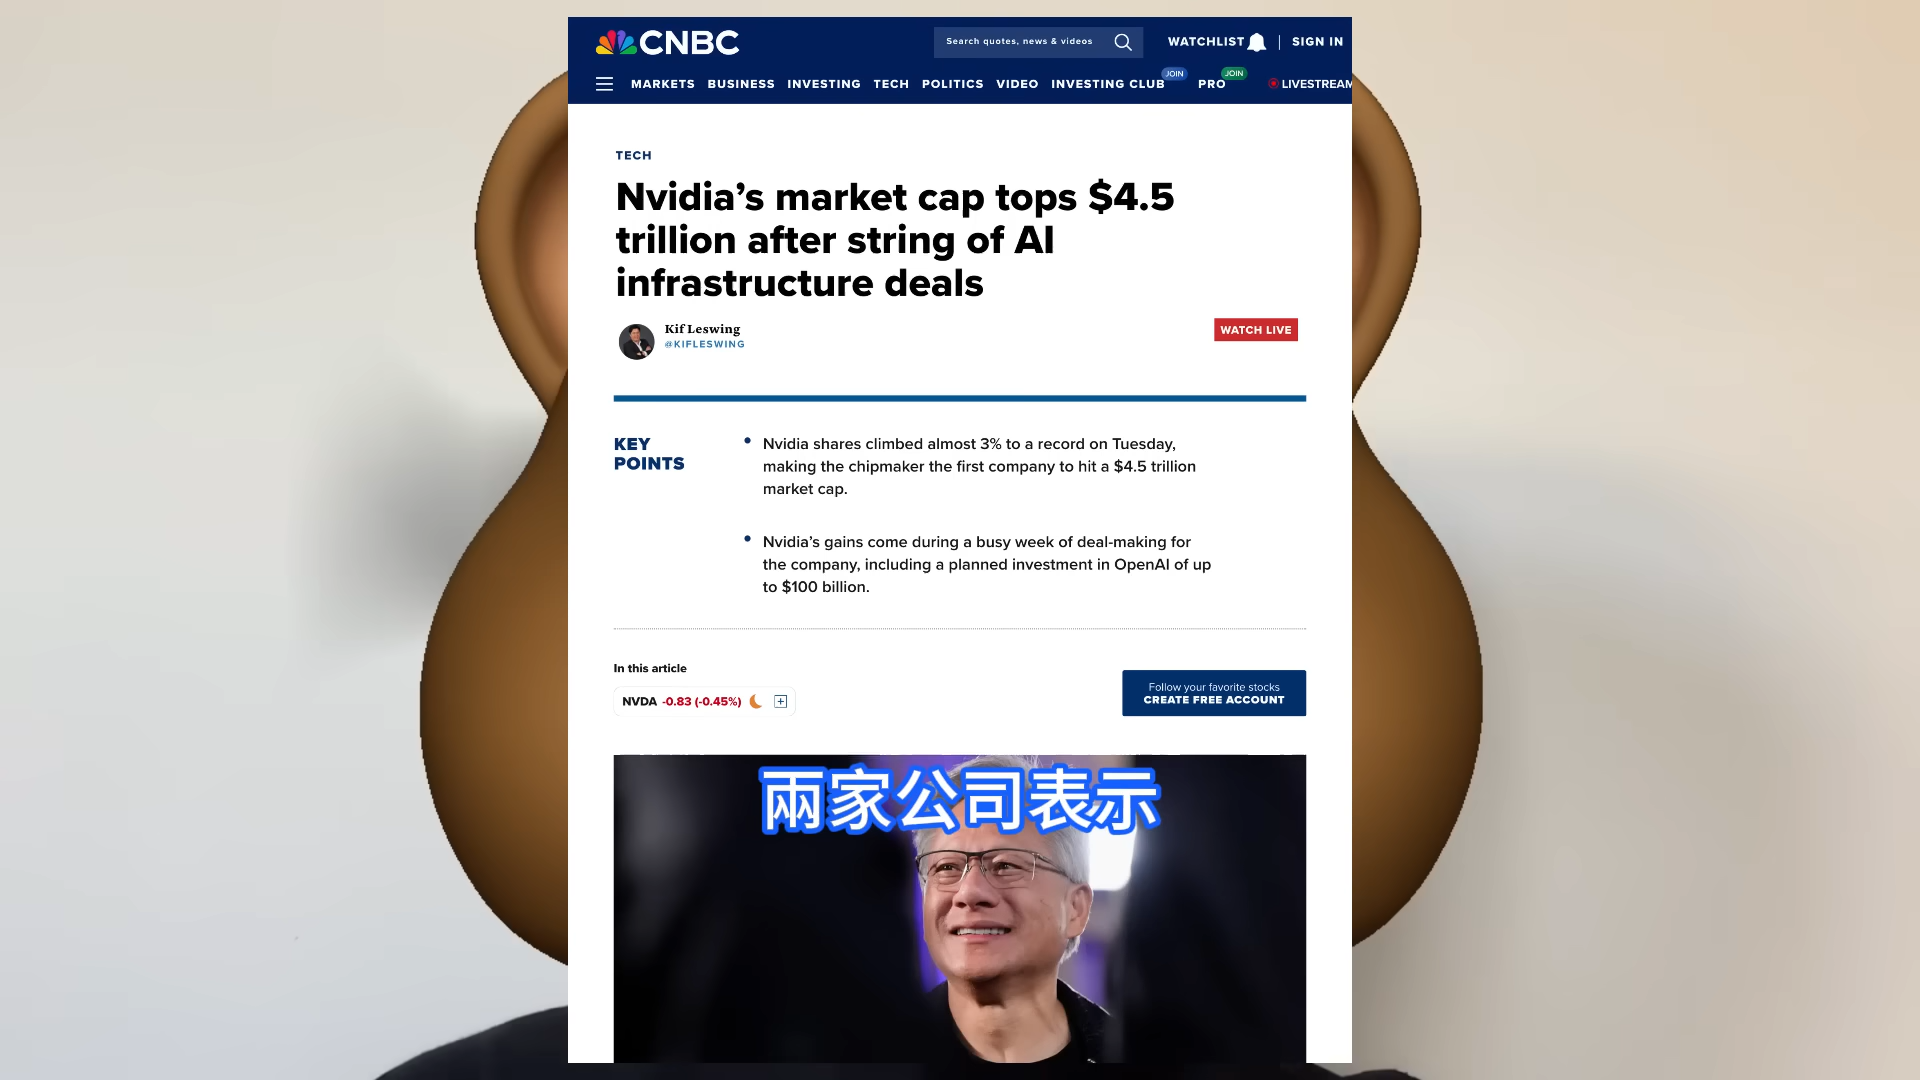 CNBC
Search quotes, news & videos
WATCHLIST
SIGN IN
MARKETS BUSINESS INVESTING TECH POLITICS VIDEO INVESTING CLUB JOIN PRO JOIN LIVESTREAM
TECH
Nvidia’s market cap tops $4.5
trillion after string of AI
infrastructure deals
Kif Leswing
@KIFLESWING
WATCH LIVE
KEY
POINTS
Nvidia shares climbed almost 3% to a record on Tuesday,
making the chipmaker the first company to hit a $4.5 trillion
market cap.
Nvidia’s gains come during a busy week of deal-making for
the company, including a planned investment in OpenAI of up
to $100 billion.
In this article
NVDA -0.83 (-0.45%)
Follow your favorite stocks
CREATE FREE ACCOUNT
兩家公司表示